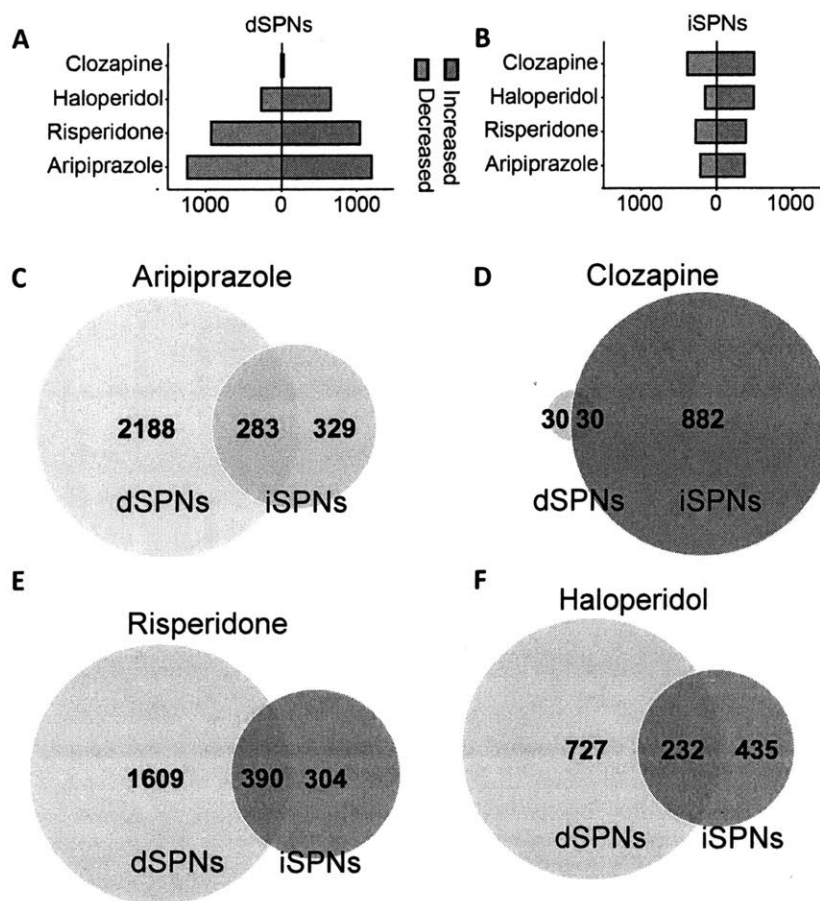 A
dSPNs
Clozapine
Haloperidol
Risperidone
Aripiprazole
1000 0 1000
Decreased
Increased
B
iSPNs
Clozapine
Haloperidol
Risperidone
Aripiprazole
1000 0 1000
C
Aripiprazole
2188 283 329
dSPNs iSPNs
D
Clozapine
30 30 882
dSPNs iSPNs
E
Risperidone
1609 390 304
dSPNs iSPNs
F
Haloperidol
727 232 435
dSPNs iSPNs